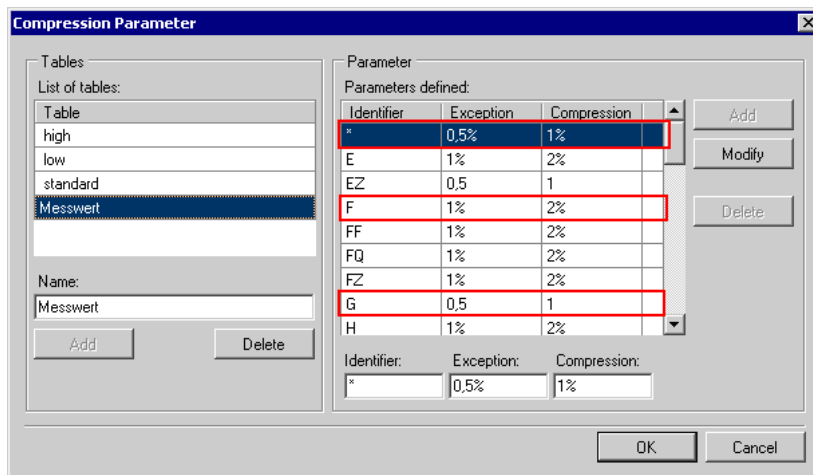 Compression Parameter
Tables
List of tables:
Table
high
low
standard
Messwert
Name:
Messwert
Add Delete
Parameter
Parameters defined:
Identifier Exception Compression
* 0,5% 1%
E 1% 2%
EZ 0,5 1
F 1% 2%
FF 1% 2%
FQ 1% 2%
FZ 1% 2%
G 0,5 1
H 1% 2%
Identifier: Exception: Compression:
* 0,5% 1%
Add
Modify
Delete
OK Cancel